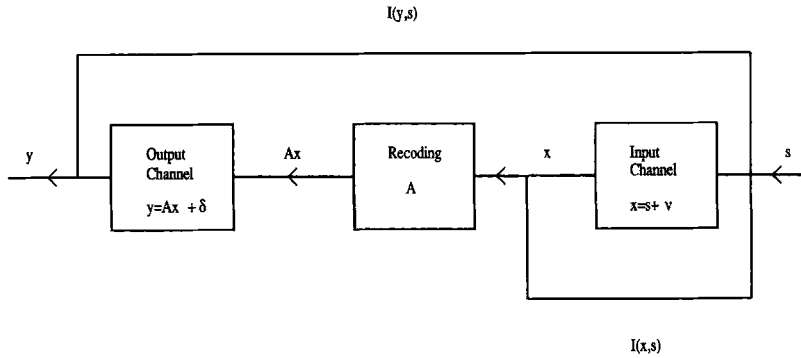 I(y,s)
y
Output
Channel
y=Ax + δ
Ax
Recoding
A
x
Input
Channel
x=s+ ν
s
I(x,s)